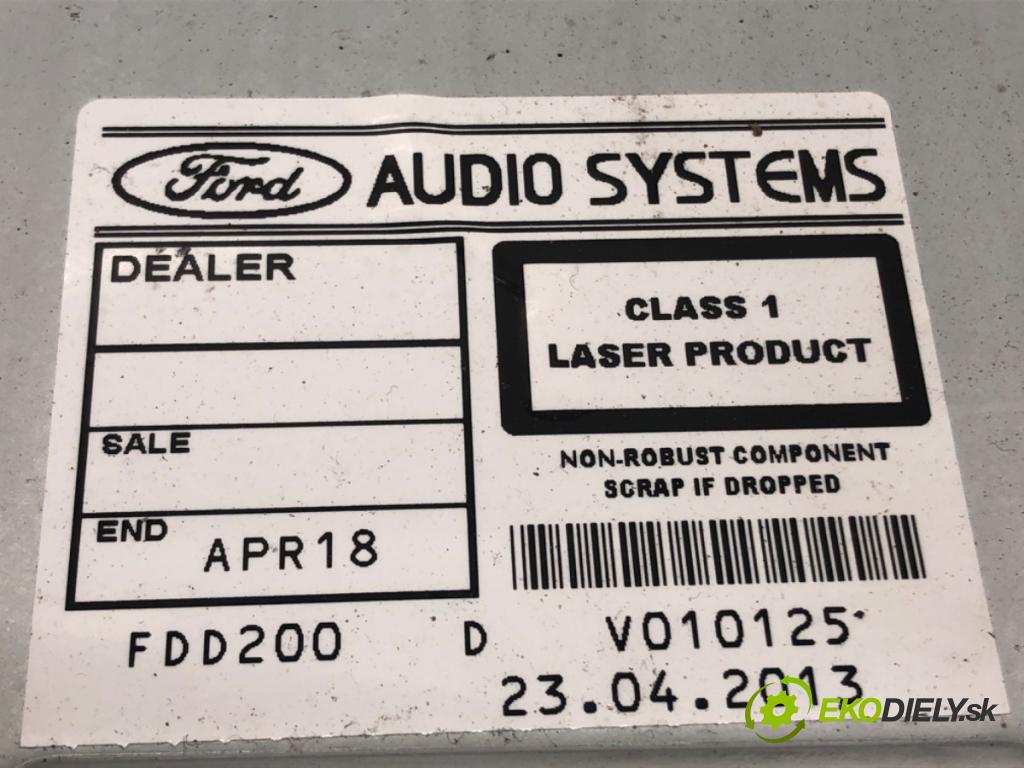 Ford AUDIO SYSTEMS
DEALER
SALE
END APR18
CLASS 1
LASER PRODUCT
NON-ROBUST COMPONENT
SCRAP IF DROPPED
FDD200 D V010125
23.04.2013
EKODIELY.sk